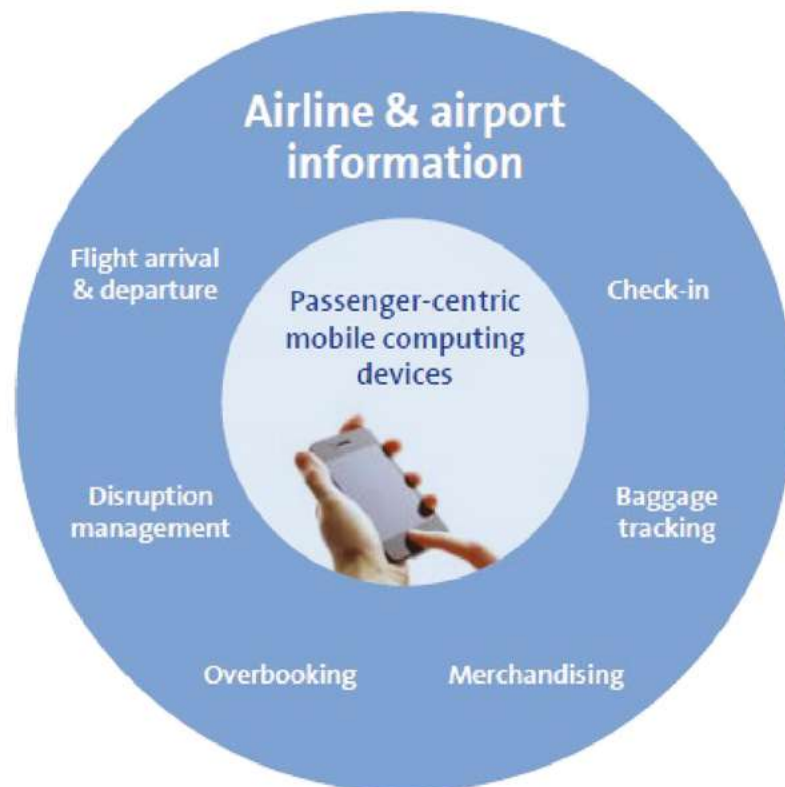 Airline & airport
information
Flight arrival
& departure
Passenger-centric
mobile computing
devices
Check-in
Disruption
management
Baggage
tracking
Overbooking
Merchandising